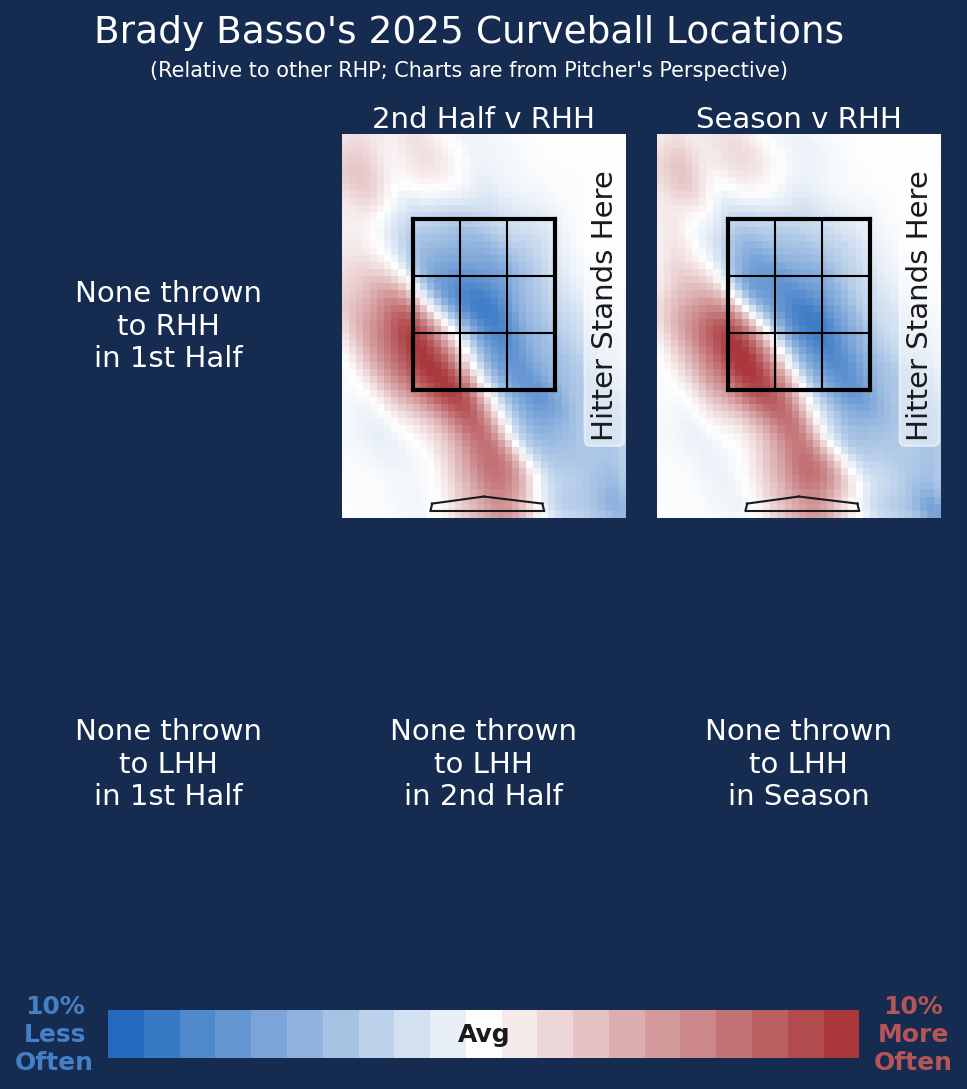 Brady Basso's 2025 Curveball Locations
(Relative to other RHP; Charts are from Pitcher's Perspective)
2nd Half v RHH
Season v RHH
None thrown
to RHH
in 1st Half
Hitter Stands Here
Hitter Stands Here
None thrown
to LHH
in 1st Half
None thrown
to LHH
in 2nd Half
None thrown
to LHH
in Season
10%
Less
Often
Avg
10%
More
Often